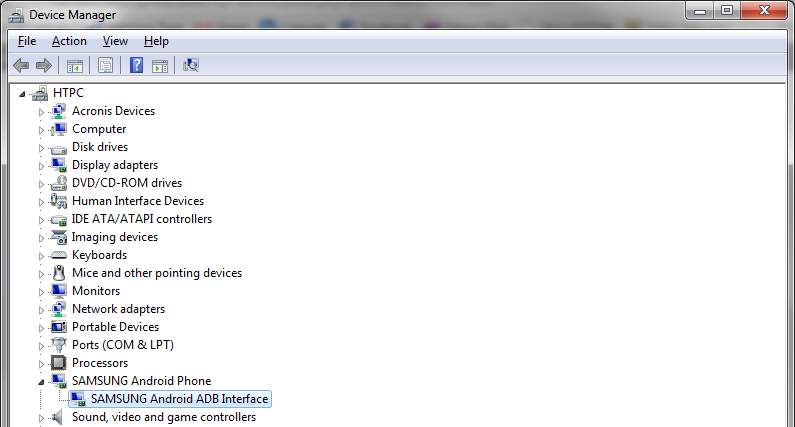 Device Manager
File Action View Help
HTPC
Acronis Devices
Computer
Disk drives
Display adapters
DVD/CD-ROM drives
Human Interface Devices
IDE ATA/ATAPI controllers
Imaging devices
Keyboards
Mice and other pointing devices
Monitors
Network adapters
Portable Devices
Ports (COM & LPT)
Processors
SAMSUNG Android Phone
SAMSUNG Android ADB Interface
Sound, video and game controllers